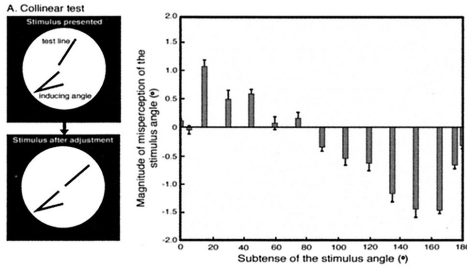 A. Collinear test
Stimulus presented
test line
inducing angle
Stimulus after adjustment
Magnitude of misperception of the
stimulus angle (°)
2.0
1.5
1.0
0.5
0
-0.5
-1.0
-1.5
2.0
0 20 40 60 80 100 120 140 160 180
Subtense of the stimulus angle (°)